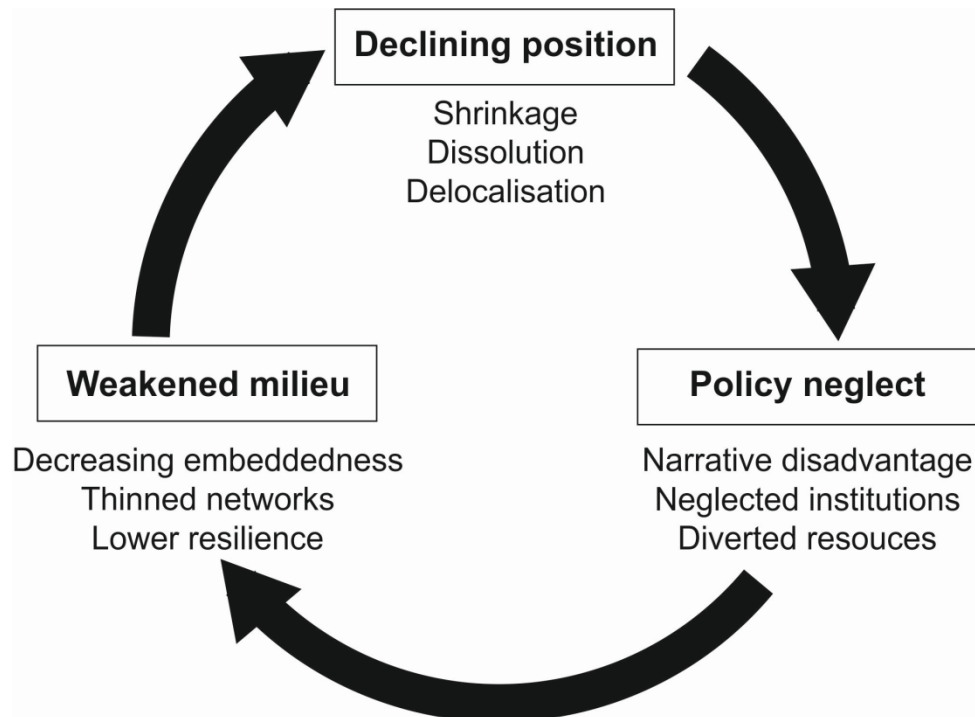 Declining position
Shrinkage
Dissolution
Delocalisation
Weakened milieu
Decreasing embeddedness
Thinned networks
Lower resilience
Policy neglect
Narrative disadvantage
Neglected institutions
Diverted resouces